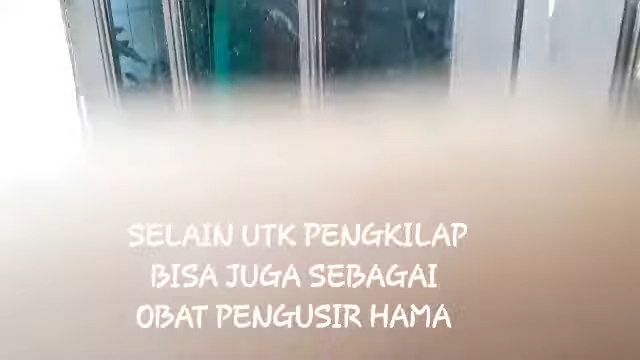 SELAIN UTK PENGKILAP
BISA JUGA SEBAGAI
OBAT PENGUSIR HAMA